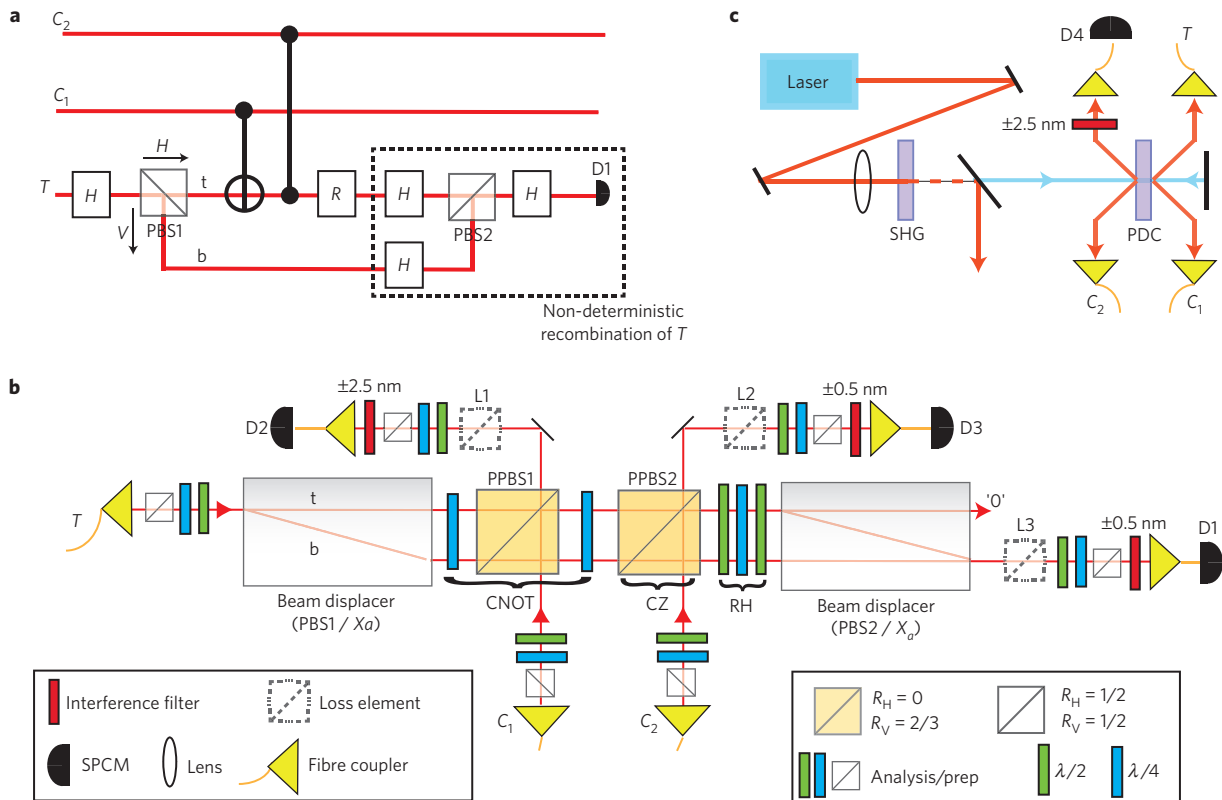 a
C2
C1
T
H
H
V
PBS1
t
b
R
H
H
PBS2
H
D1
Non-deterministic
recombination of T
c
Laser
SHG
D4
T
±2.5 nm
PDC
C2
C1
b
±2.5 nm
L1
D2
L2
±0.5 nm
D3
T
t
b
PPBS1
PPBS2
'0'
L3
±0.5 nm
D1
Beam displacer
(PBS1 / Xa)
CNOT
CZ
RH
Beam displacer
(PBS2 / Xa)
C1
C2
Interference filter
Loss element
SPCM
Lens
Fibre coupler
RH = 0
RV = 2/3
RH = 1/2
RV = 1/2
Analysis/prep
λ/2
λ/4